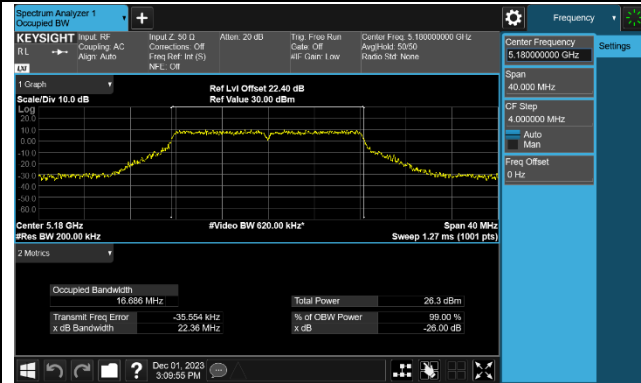 Spectrum Analyzer 1
Occupied BW
Frequency
KEYSIGHT
RL
LXI
Input: RF
Coupling: AC
Align: Auto
Input Z: 50 Ω
Corrections: Off
Freq Ref: Int (S)
NFE: Off
Atten: 20 dB
Trig: Free Run
Gate: Off
#IF Gain: Low
Center Freq: 5.180000000 GHz
Avg|Hold: 50/50
Radio Std: None
Center Frequency
5.180000000 GHz
Settings
Span
40.000 MHz
CF Step
4.000000 MHz
Auto
Man
Freq Offset
0 Hz
1 Graph
Scale/Div 10.0 dB
Ref Lvl Offset 22.40 dB
Ref Value 30.00 dBm
Log
20.0
10.0
0.00
-10.0
-20.0
-30.0
-40.0
-50.0
-60.0
Center 5.18 GHz
#Res BW 200.00 kHz
#Video BW 620.00 kHz*
Span 40 MHz
Sweep 1.27 ms (1001 pts)
2 Metrics
Occupied Bandwidth
16.686 MHz
Total Power 26.3 dBm
Transmit Freq Error -35.554 kHz
% of OBW Power 99.00 %
x dB Bandwidth 22.36 MHz
x dB -26.00 dB
?
Dec 01, 2023
3:09:55 PM